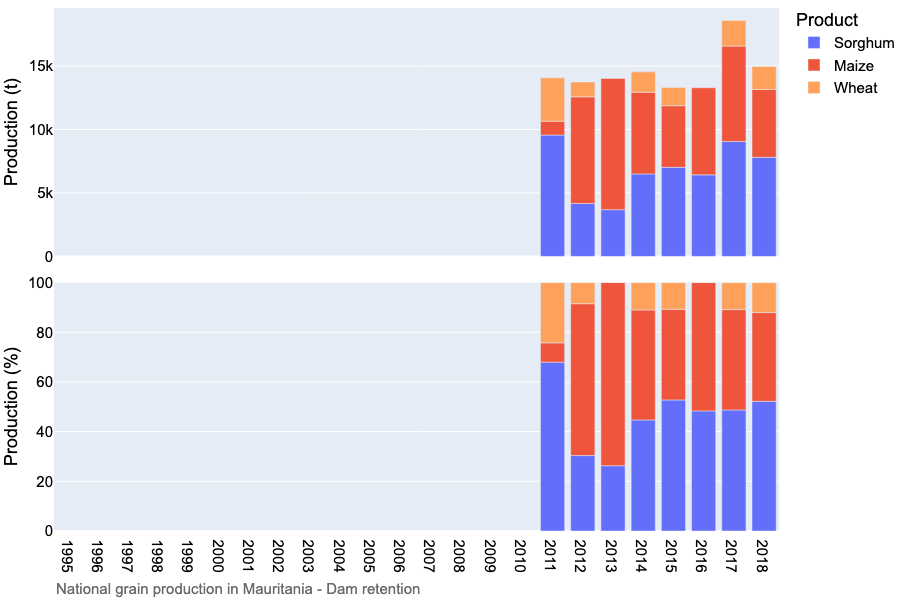 Product
Sorghum
Maize
Wheat
Production (t)
15k
10k
5k
0
Production (%)
100
80
60
40
20
0
1995 1996 1997 1998 1999 2000 2001 2002 2003 2004 2005 2006 2007 2008 2009 2010 2011 2012 2013 2014 2015 2016 2017 2018
National grain production in Mauritania - Dam retention